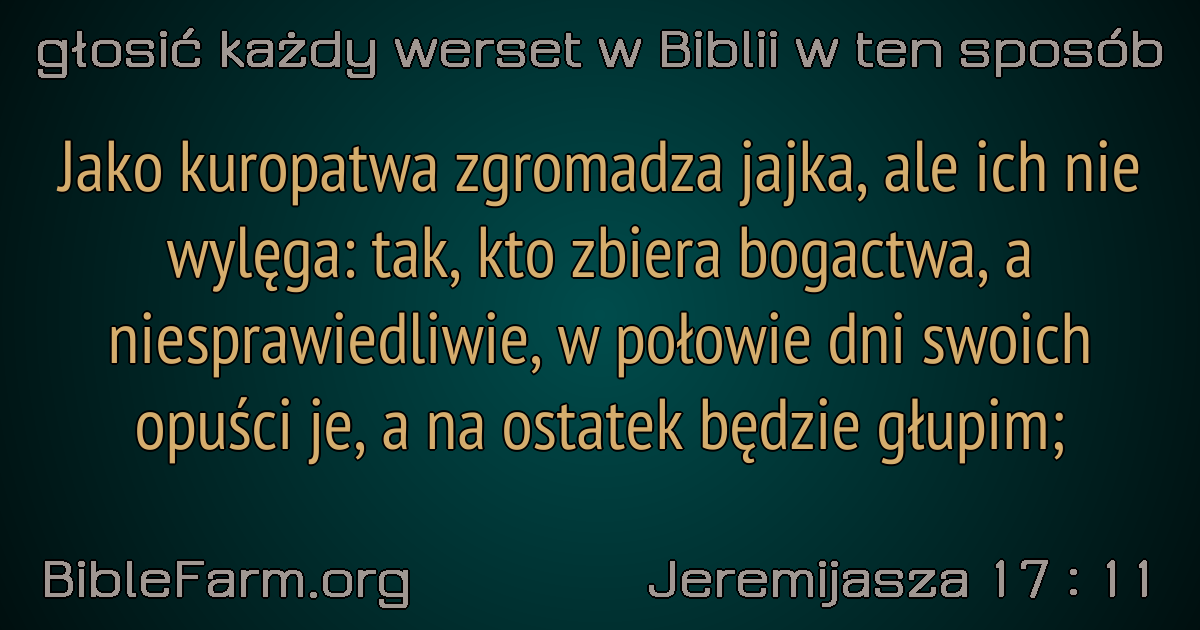 głosić każdy werset w Biblii w ten sposób
Jako kuropatwa zgromadza jajka, ale ich nie
wylęga: tak, kto zbiera bogactwa, a
niesprawiedliwie, w połowie dni swoich
opuści je, a na ostatek będzie głupim;
BibleFarm.org
Jeremijasza 17 : 11